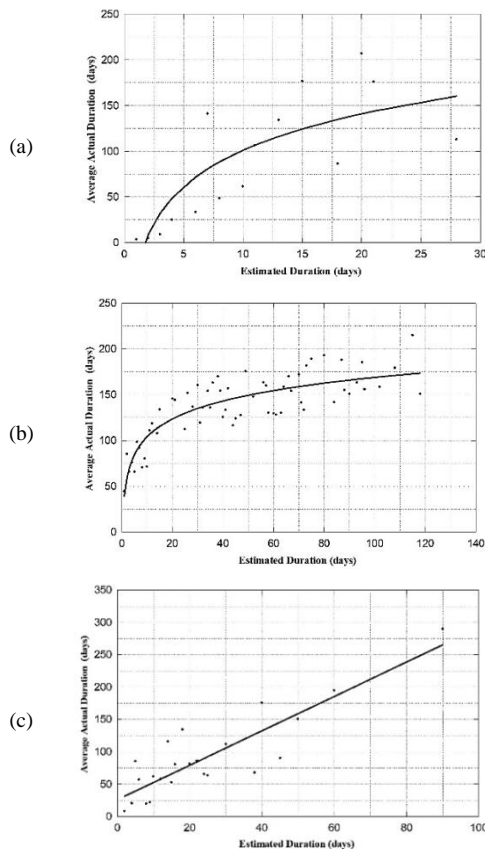 (a)
Average Actual Duration (days)
250
200
150
100
50
0
0 5 10 15 20 25 30
Estimated Duration (days)
(b)
Average Actual Duration (days)
250
200
150
100
50
0
0 20 40 60 80 100 120 140
Estimated Duration (days)
(c)
Average Actual Duration (days)
350
300
250
200
150
100
50
0
0 20 40 60 80 100
Estimated Duration (days)